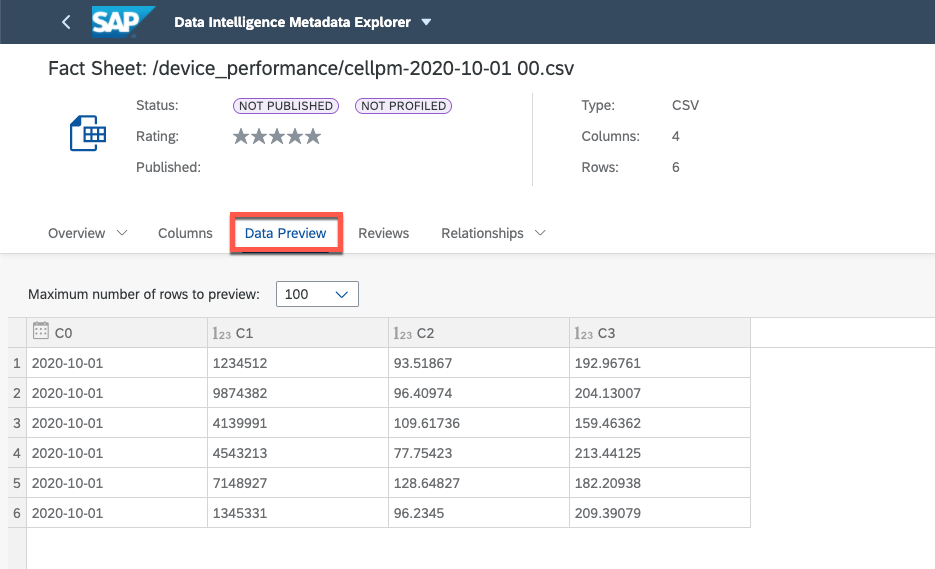 SAP Data Intelligence Metadata Explorer
Fact Sheet: /device_performance/cellpm-2020-10-01 00.csv
Status: NOT PUBLISHED NOT PROFILED Type: CSV
Rating: Columns: 4
Published: Rows: 6
Overview Columns Data Preview Reviews Relationships
Maximum number of rows to preview: 100
C0 123 C1 123 C2 123 C3
1 2020-10-01 1234512 93.51867 192.96761
2 2020-10-01 9874382 96.40974 204.13007
3 2020-10-01 4139991 109.61736 159.46362
4 2020-10-01 4543213 77.75423 213.44125
5 2020-10-01 7148927 128.64827 182.20938
6 2020-10-01 1345331 96.2345 209.39079